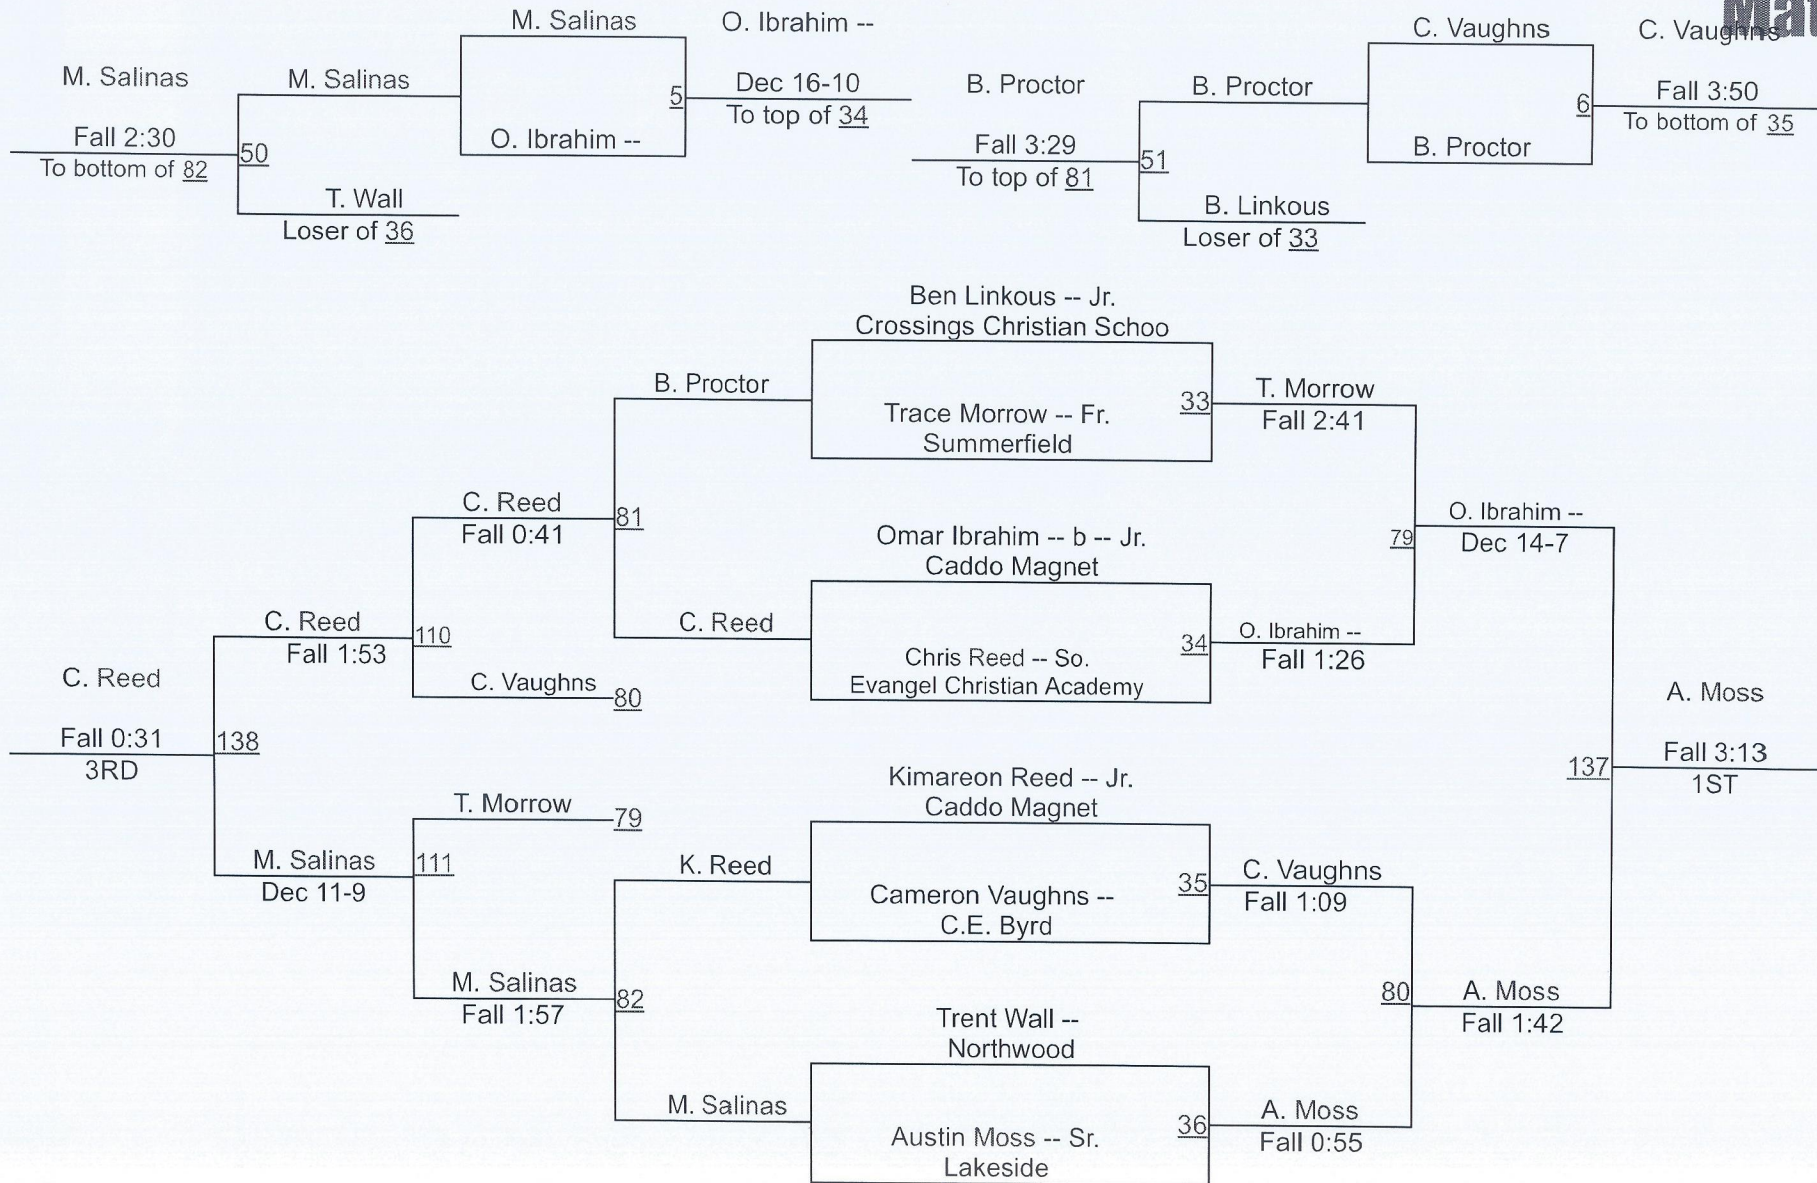 Mat
M. Salinas
Fall 2:30
To bottom of 82
50
M. Salinas
T. Wall
Loser of 36
M. Salinas
O. Ibrahim --
5
O. Ibrahim --
Dec 16-10
To top of 34
B. Proctor
Fall 3:29
To top of 81
51
B. Proctor
B. Linkous
Loser of 33
C. Vaughns
B. Proctor
6
C. Vaughns
Fall 3:50
To bottom of 35
Ben Linkous -- Jr.
Crossings Christian Schoo
33
Trace Morrow -- Fr.
Summerfield
T. Morrow
Fall 2:41
Omar Ibrahim -- b -- Jr.
Caddo Magnet
34
Chris Reed -- So.
Evangel Christian Academy
O. Ibrahim --
Fall 1:26
79
O. Ibrahim --
Dec 14-7
Kimareon Reed -- Jr.
Caddo Magnet
35
Cameron Vaughns --
C.E. Byrd
C. Vaughns
Fall 1:09
Trent Wall --
Northwood
36
Austin Moss -- Sr.
Lakeside
A. Moss
Fall 0:55
80
A. Moss
Fall 1:42
137
A. Moss
Fall 3:13
1ST
B. Proctor
C. Reed
81
C. Reed
Fall 0:41
C. Vaughns
80
110
C. Reed
Fall 1:53
K. Reed
M. Salinas
82
M. Salinas
Fall 1:57
T. Morrow
79
111
M. Salinas
Dec 11-9
138
C. Reed
Fall 0:31
3RD